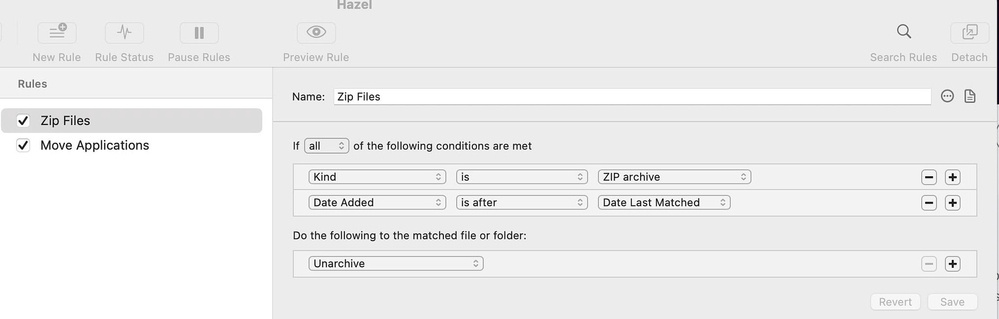 Hazel
New Rule Rule Status Pause Rules Preview Rule Search Rules Detach
Rules
Name: Zip Files
Zip Files
Move Applications
If all of the following conditions are met
Kind is ZIP archive
Date Added is after Date Last Matched
Do the following to the matched file or folder:
Unarchive
Revert Save